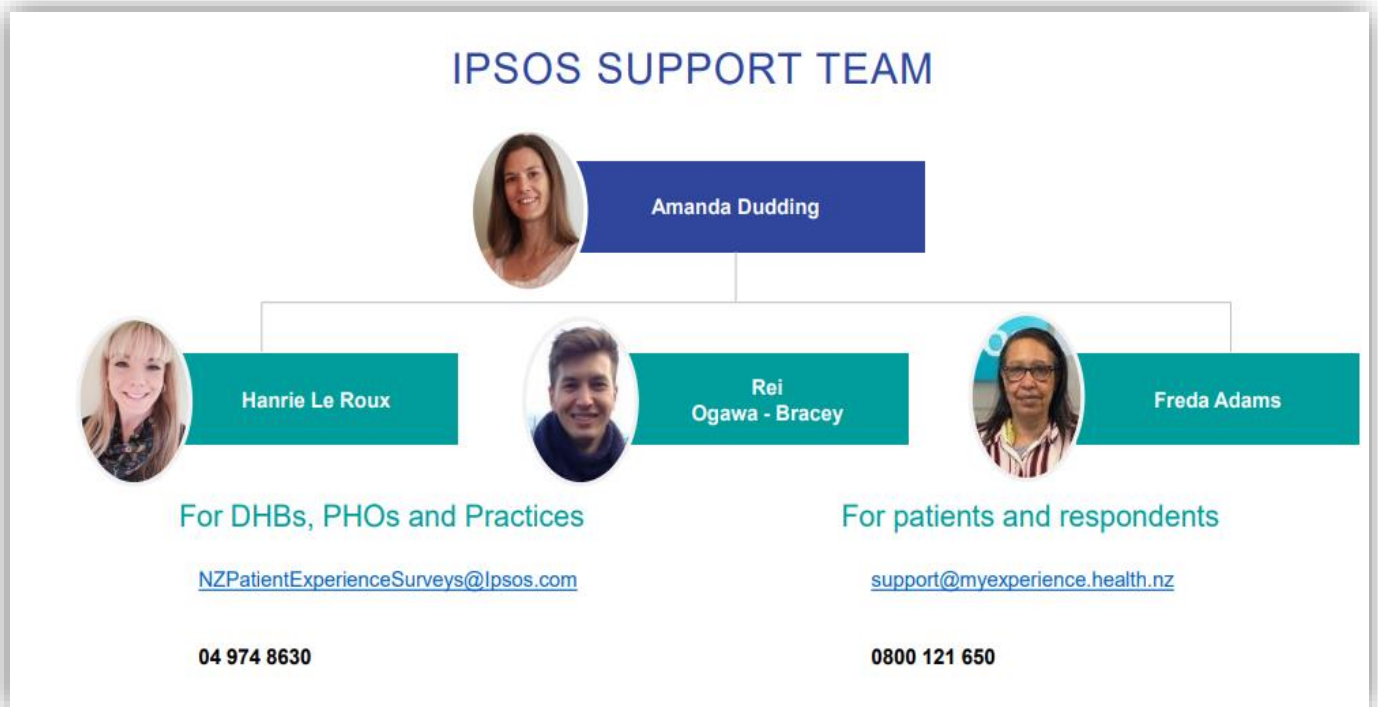 IPSOS SUPPORT TEAM
Amanda Dudding
Hanrie Le Roux
Rei
Ogawa - Bracey
Freda Adams
For DHBs, PHOs and Practices
NZPatientExperienceSurveys@Ipsos.com
04 974 8630
For patients and respondents
support@myexperience.health.nz
0800 121 650